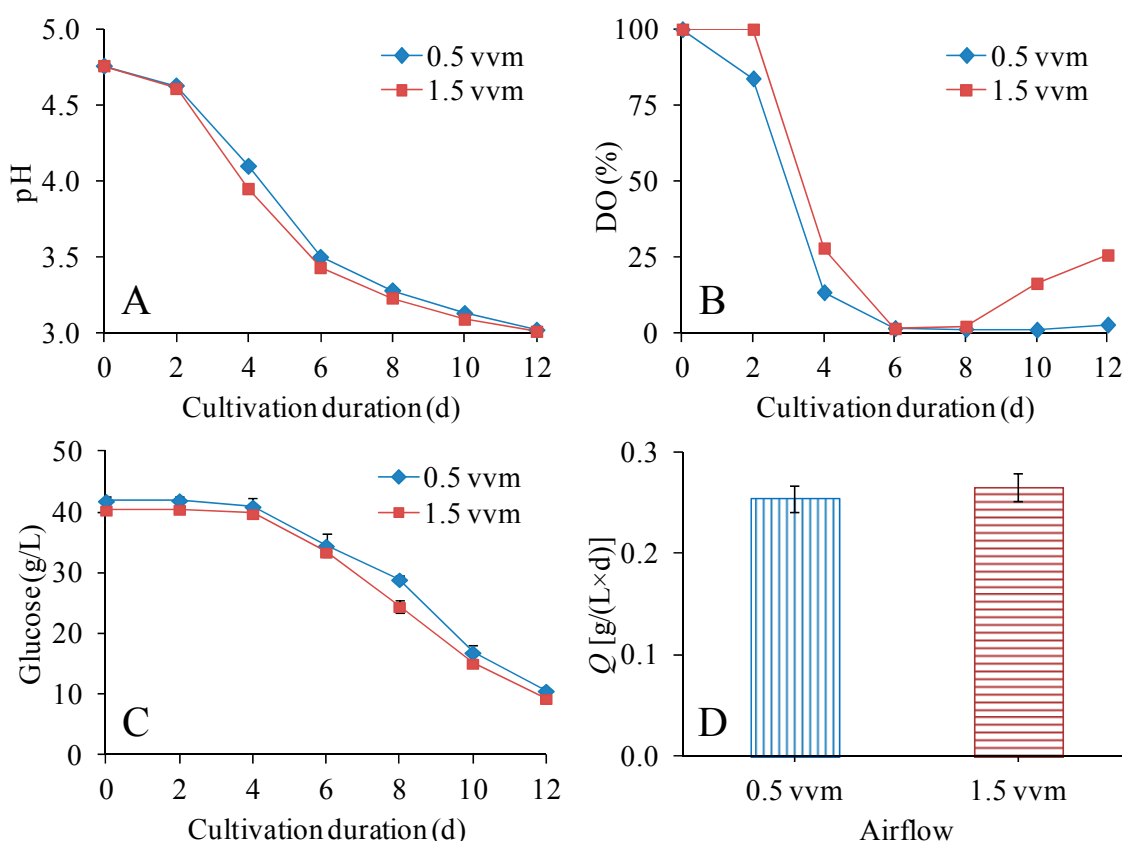 5.0
4.5
4.0
3.5
3.0
pH
0.5 vvm
1.5 vvm
A
0 2 4 6 8 10 12
Cultivation duration (d)
100
75
50
25
0
DO (%)
0.5 vvm
1.5 vvm
B
0 2 4 6 8 10 12
Cultivation duration (d)
50
40
30
20
10
0
Glucose (g/L)
0.5 vvm
1.5 vvm
C
0 2 4 6 8 10 12
Cultivation duration (d)
0.3
0.2
0.1
0.0
Q [g/(L×d)]
D
0.5 vvm 1.5 vvm
Airflow